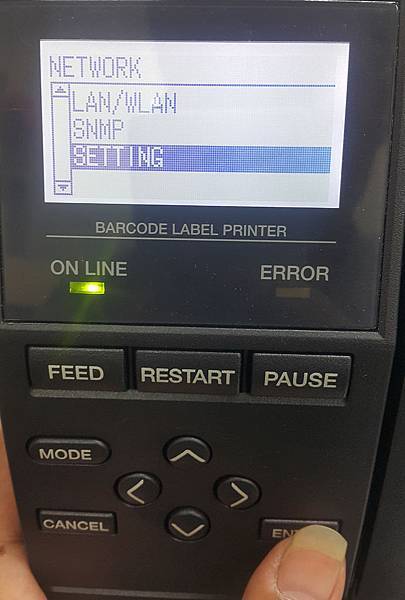 NETWORK
LAN/WLAN
SNMP
SETTING
BARCODE LABEL PRINTER
ON LINE
ERROR
FEED
RESTART
PAUSE
MODE
CANCEL